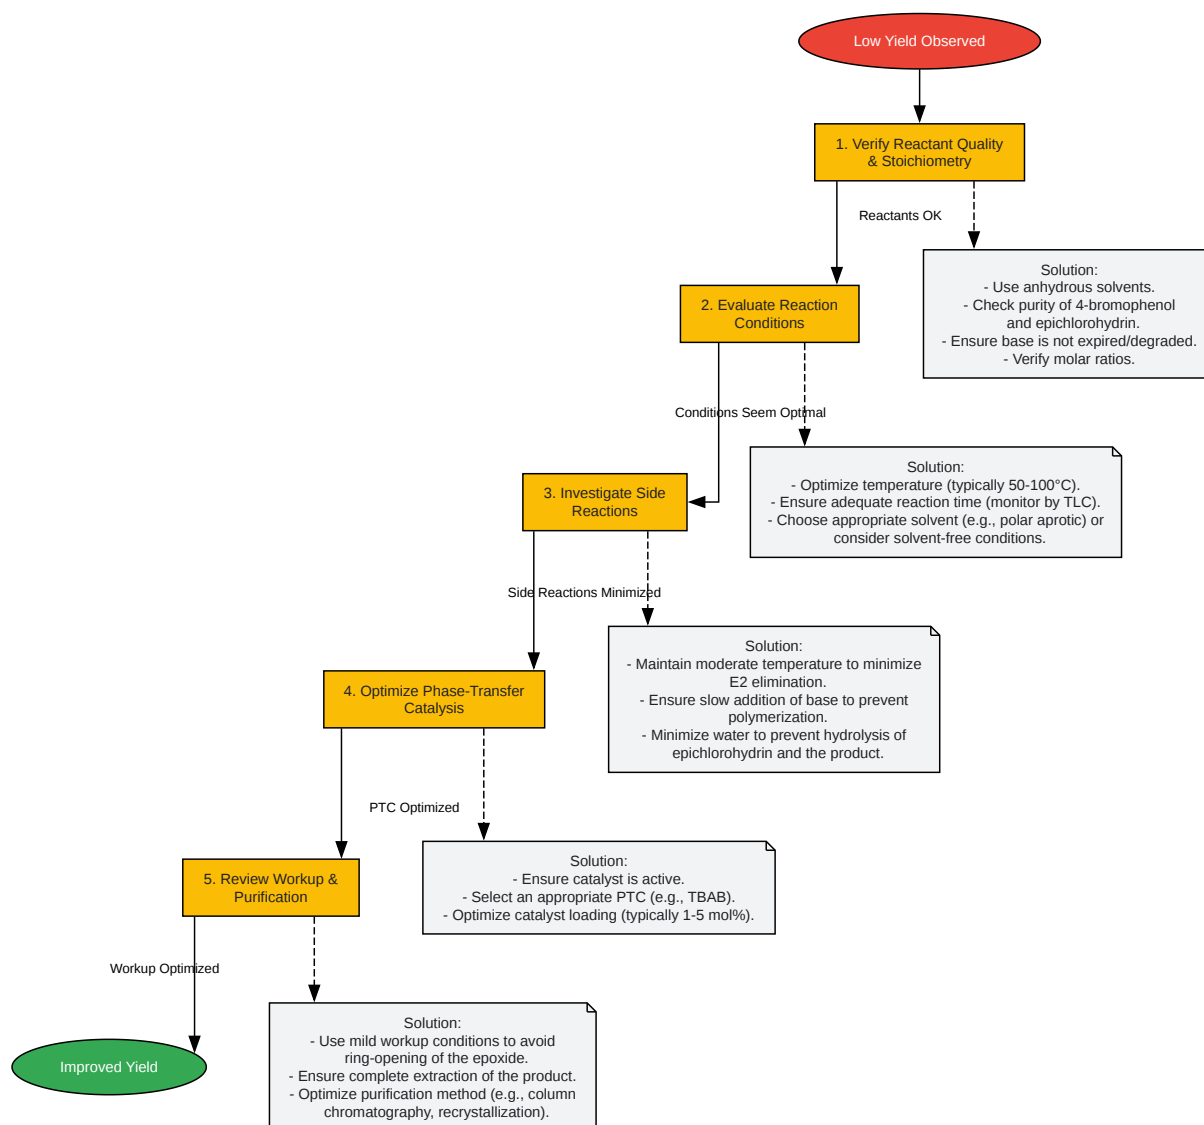 Low Yield Observed
1. Verify Reactant Quality
& Stoichiometry
Reactants OK
Solution:
- Use anhydrous solvents.
- Check purity of 4-bromophenol
and epichlorohydrin.
- Ensure base is not expired/degraded.
- Verify molar ratios.
2. Evaluate Reaction
Conditions
Conditions Seem Optimal
Solution:
- Optimize temperature (typically 50-100°C).
- Ensure adequate reaction time (monitor by TLC).
- Choose appropriate solvent (e.g., polar aprotic) or
consider solvent-free conditions.
3. Investigate Side
Reactions
Side Reactions Minimized
Solution:
- Maintain moderate temperature to minimize
E2 elimination.
- Ensure slow addition of base to prevent
polymerization.
- Minimize water to prevent hydrolysis of
epichlorohydrin and the product.
4. Optimize Phase-Transfer
Catalysis
PTC Optimized
Solution:
- Ensure catalyst is active.
- Select an appropriate PTC (e.g., TBAB).
- Optimize catalyst loading (typically 1-5 mol%).
5. Review Workup &
Purification
Workup Optimized
Solution:
- Use mild workup conditions to avoid
ring-opening of the epoxide.
- Ensure complete extraction of the product.
- Optimize purification method (e.g., column
chromatography, recrystallization).
Improved Yield